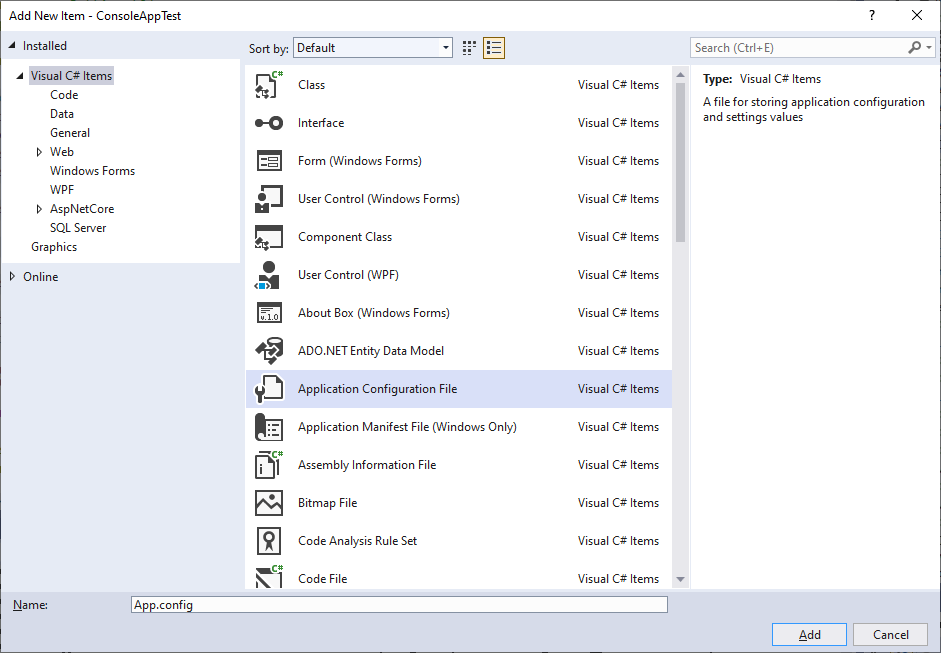 Add New Item - ConsoleAppTest
?
Installed
Visual C# Items
Code
Data
General
Web
Windows Forms
WPF
AspNetCore
SQL Server
Graphics
Online
Sort by: Default
Search (Ctrl+E)
C# Class Visual C# Items
Interface Visual C# Items
Form (Windows Forms) Visual C# Items
User Control (Windows Forms) Visual C# Items
Component Class Visual C# Items
User Control (WPF) Visual C# Items
v.1.0 About Box (Windows Forms) Visual C# Items
ADO.NET Entity Data Model Visual C# Items
Application Configuration File Visual C# Items
Application Manifest File (Windows Only) Visual C# Items
C# Assembly Information File Visual C# Items
Bitmap File Visual C# Items
Code Analysis Rule Set Visual C# Items
C# Code File Visual C# Items
Type: Visual C# Items
A file for storing application configuration
and settings values
Name: App.config
Add Cancel